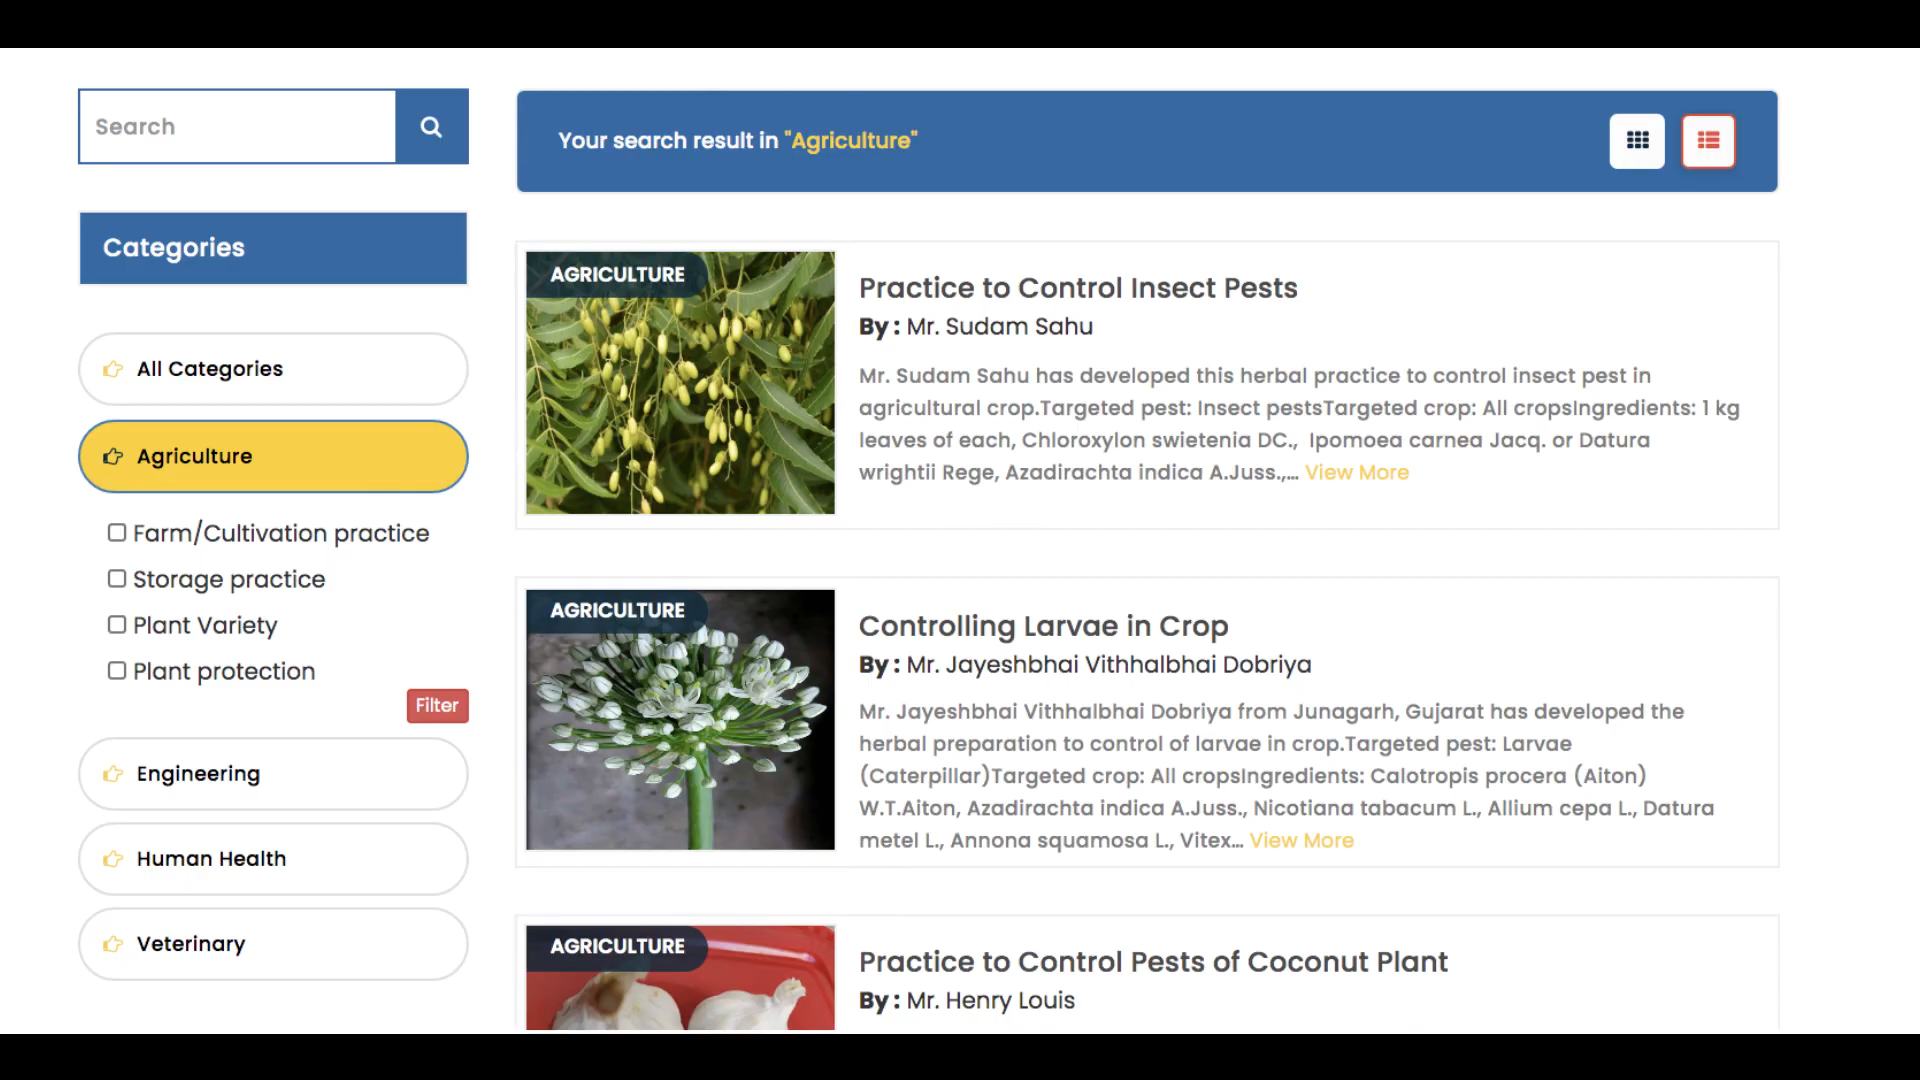 Search
Categories
All Categories
Agriculture
Farm/Cultivation practice
Storage practice
Plant Variety
Plant protection
Filter
Engineering
Human Health
Veterinary
Your search result in "Agriculture"
AGRICULTURE
Practice to Control Insect Pests
By : Mr. Sudam Sahu
Mr. Sudam Sahu has developed this herbal practice to control insect pest in
agricultural crop.Targeted pest: Insect pestsTargeted crop: All cropsIngredients: 1 kg
leaves of each, Chloroxylon swietenia DC.,  Ipomoea carnea Jacq. or Datura
wrightii Rege, Azadirachta indica A.Juss.,... View More
AGRICULTURE
Controlling Larvae in Crop
By : Mr. Jayeshbhai Vithhalbhai Dobriya
Mr. Jayeshbhai Vithhalbhai Dobriya from Junagarh, Gujarat has developed the
herbal preparation to control of larvae in crop.Targeted pest: Larvae
(Caterpillar)Targeted crop: All cropsIngredients: Calotropis procera (Aiton)
W.T.Aiton, Azadirachta indica A.Juss., Nicotiana tabacum L., Allium cepa L., Datura
metel L., Annona squamosa L., Vitex... View More
AGRICULTURE
Practice to Control Pests of Coconut Plant
By : Mr. Henry Louis